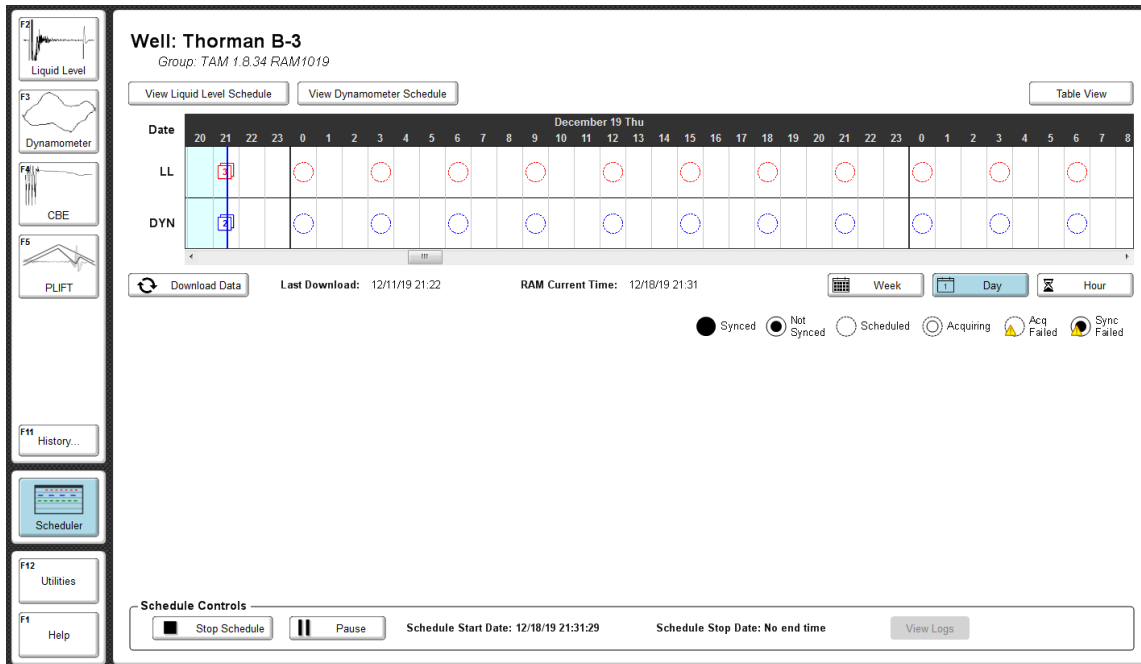 F2
Liquid Level
F3
Dynamometer
F4
CBE
F5
PLIFT
F11
History...
Scheduler
F12
Utilities
F1
Help
Well: Thorman B-3
Group: TAM 1.8.34 RAM1019
View Liquid Level Schedule View Dynamometer Schedule Table View
December 19 Thu
Date 20 21 22 23 0 1 2 3 4 5 6 7 8 9 10 11 12 13 14 15 16 17 18 19 20 21 22 23 0 1 2 3 4 5 6 7 8
LL 3
DYN 2
Download Data Last Download: 12/11/19 21:22 RAM Current Time: 12/18/19 21:31 1 Week Day Hour
Synced Not Synced Scheduled Acquiring Acq Failed Sync Failed
Schedule Controls
Stop Schedule Pause Schedule Start Date: 12/18/19 21:31:29 Schedule Stop Date: No end time View Logs